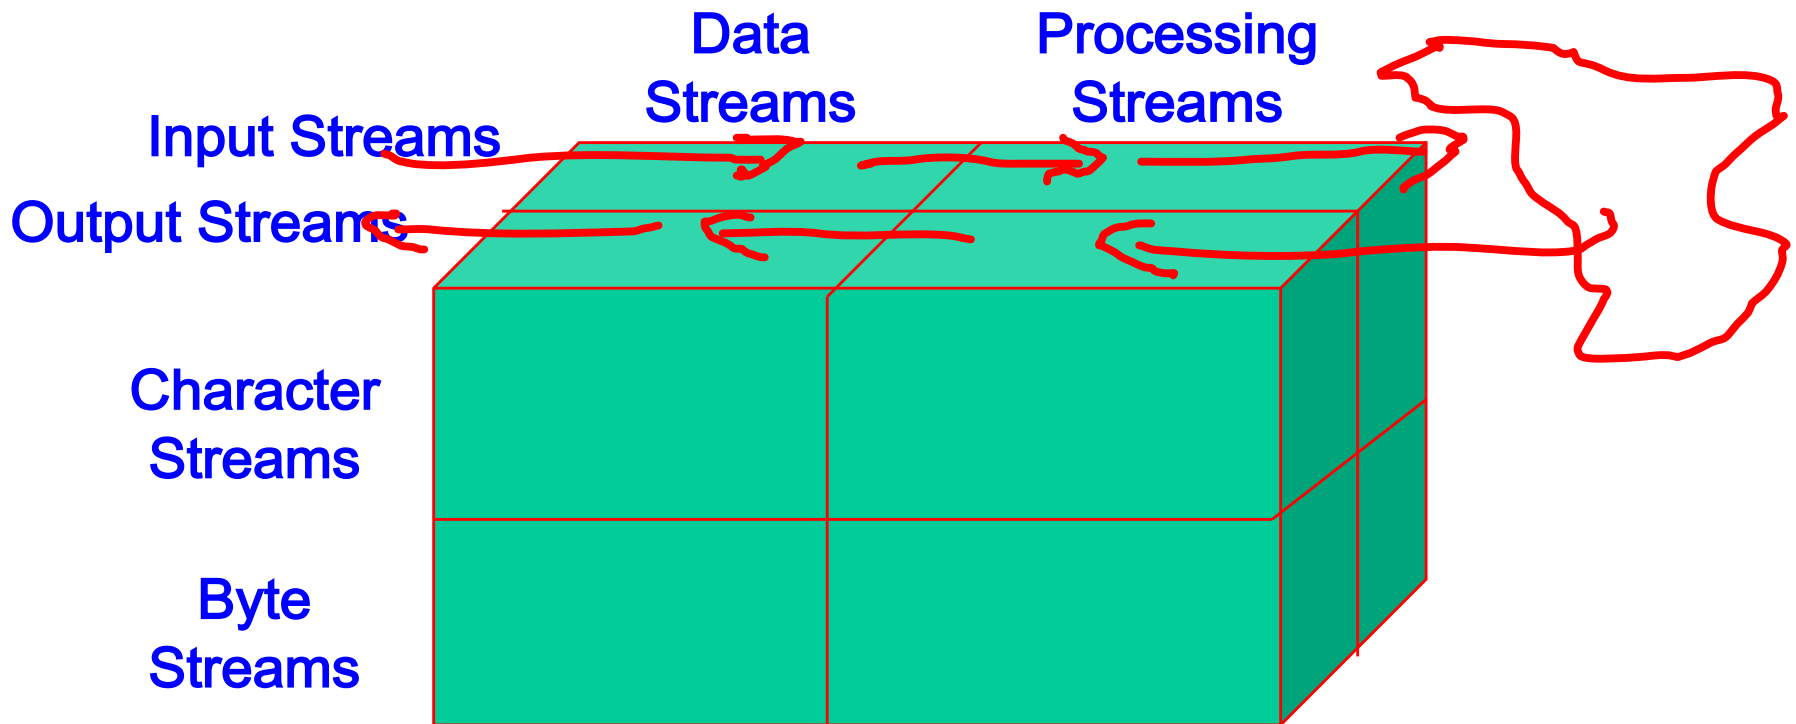 Data
Streams
Processing
Streams
Input Streams
Output Streams
Character
Streams
Byte
Streams